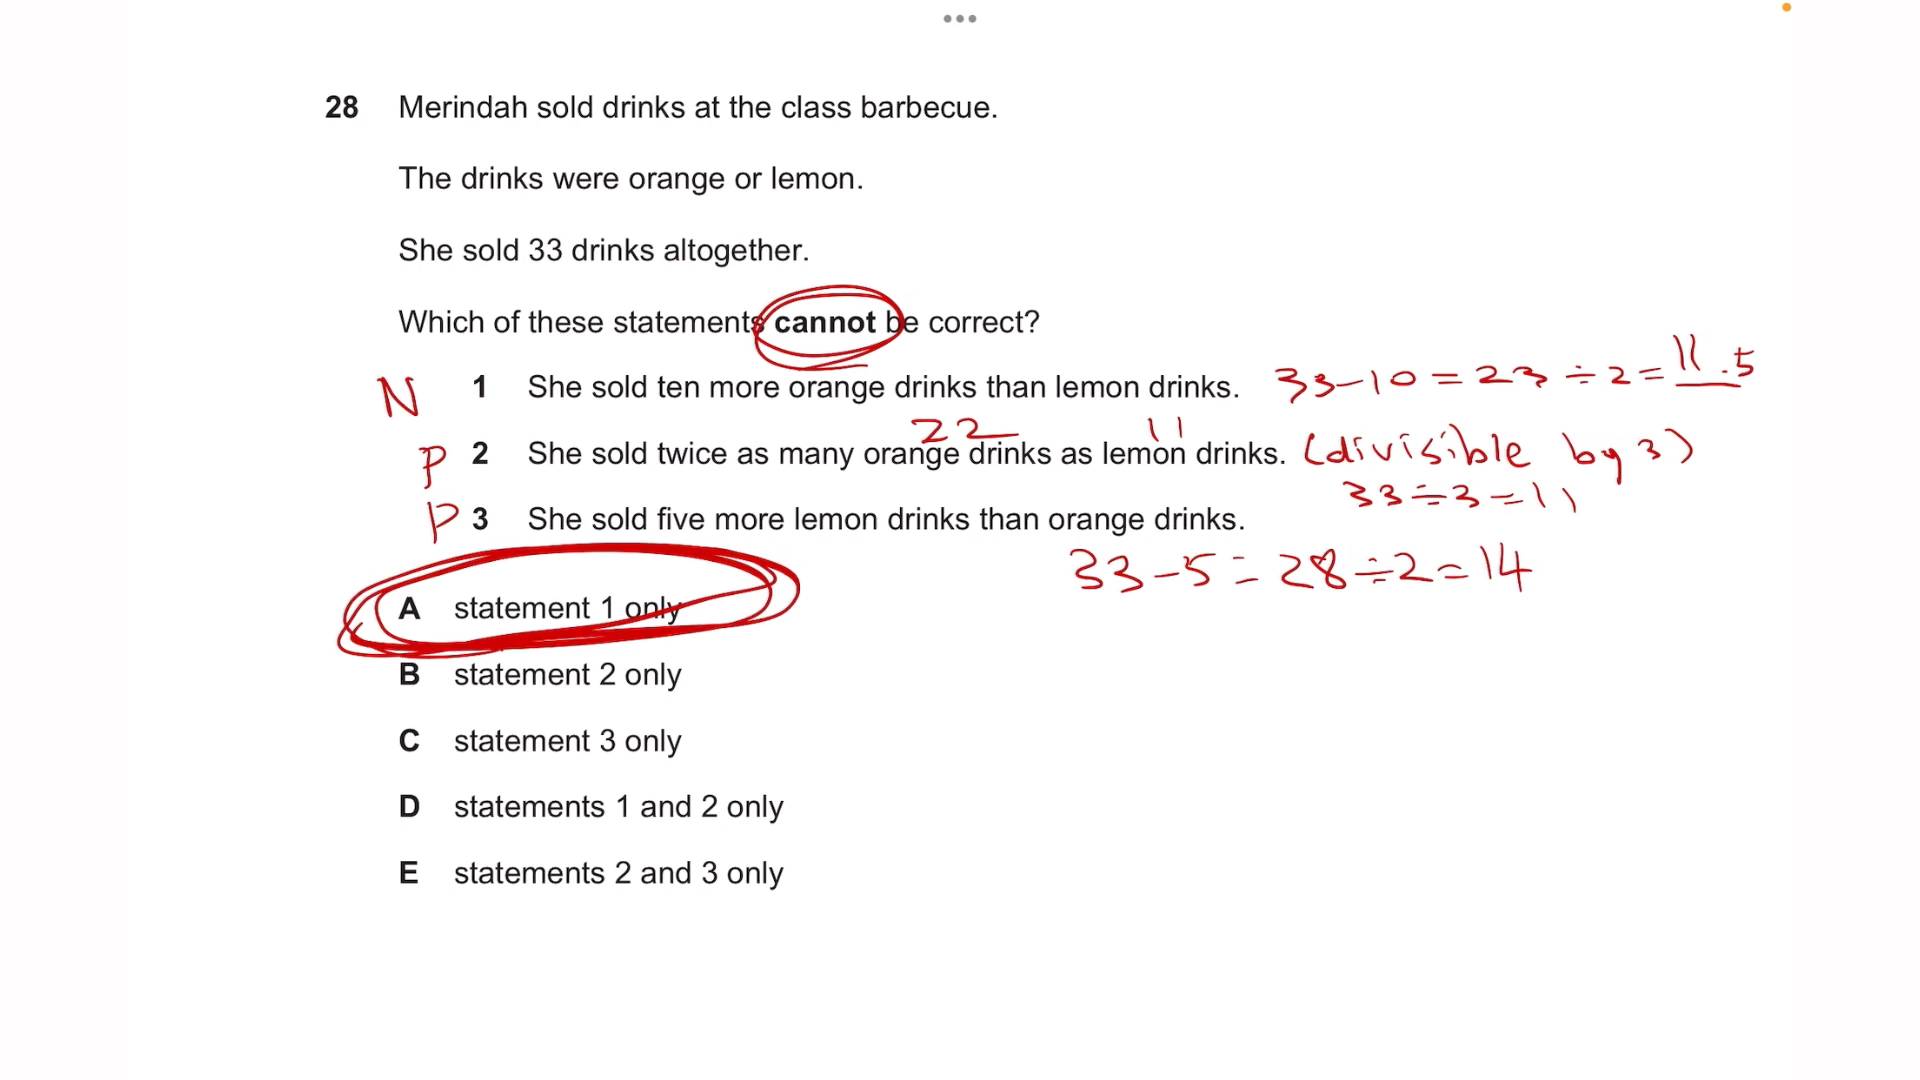 28 Merindah sold drinks at the class barbecue.
The drinks were orange or lemon.
She sold 33 drinks altogether.
Which of these statements cannot be correct?
N 1 She sold ten more orange drinks than lemon drinks. 33-10=23÷2=11.5
22 11
P 2 She sold twice as many orange drinks as lemon drinks. (divisible by 3)
33÷3=11
P 3 She sold five more lemon drinks than orange drinks.
33-5=28÷2=14
A statement 1 only
B statement 2 only
C statement 3 only
D statements 1 and 2 only
E statements 2 and 3 only